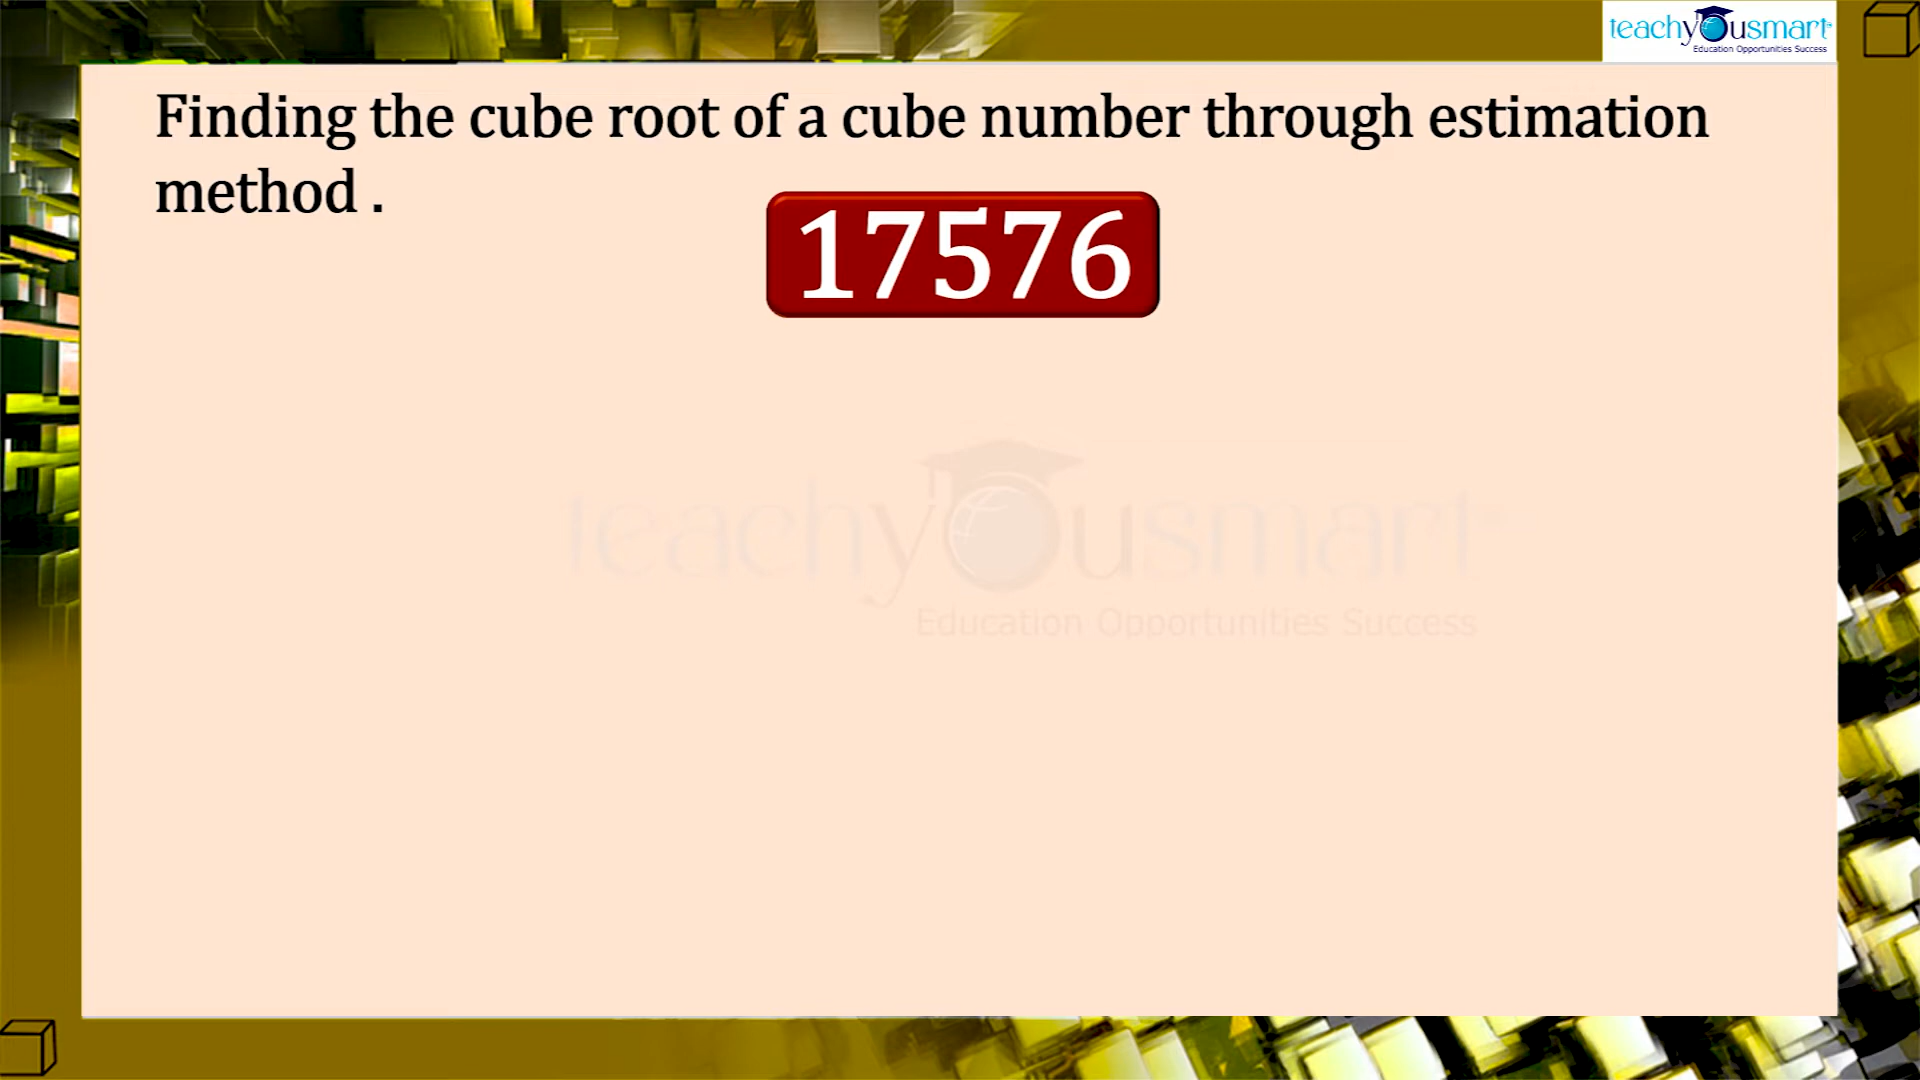 teachyousmart
Education Opportunities Success
Finding the cube root of a cube number through estimation
method .
17576
teachyousmart
Education Opportunities Success